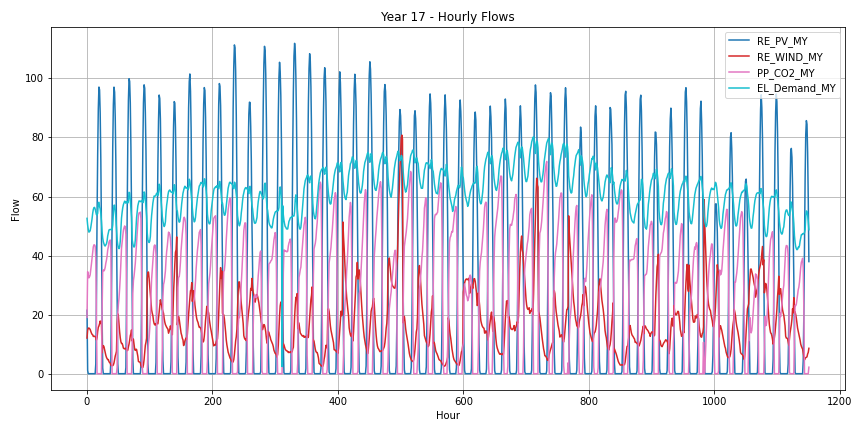 Year 17 - Hourly Flows
RE_PV_MY
RE_WIND_MY
PP_CO2_MY
EL_Demand_MY
Flow
100
80
60
40
20
0
0 200 400 600 800 1000 1200
Hour